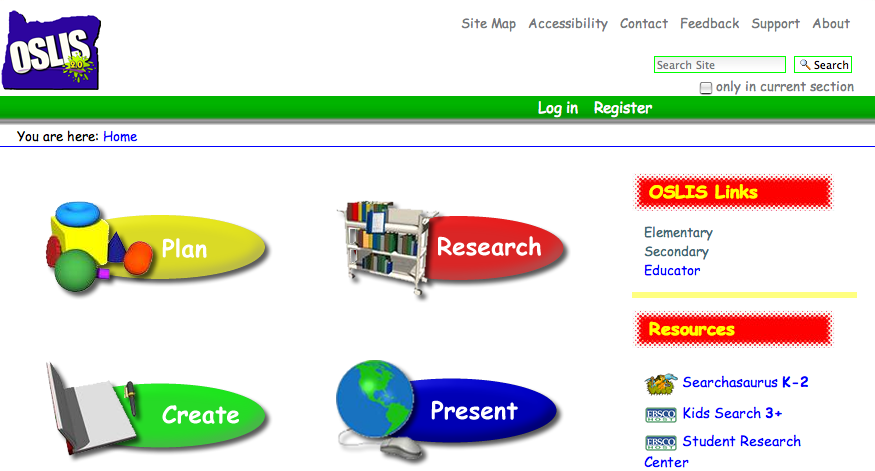 OSLIS
2.0
Site Map Accessibility Contact Feedback Support About
Search Site
Search
only in current section
Log in Register
You are here: Home
Plan
Research
Create
Present
OSLIS Links
Elementary
Secondary
Educator
Resources
Searchasaurus K-2
EBSCO HOST Kids Search 3+
EBSCO HOST Student Research
Center